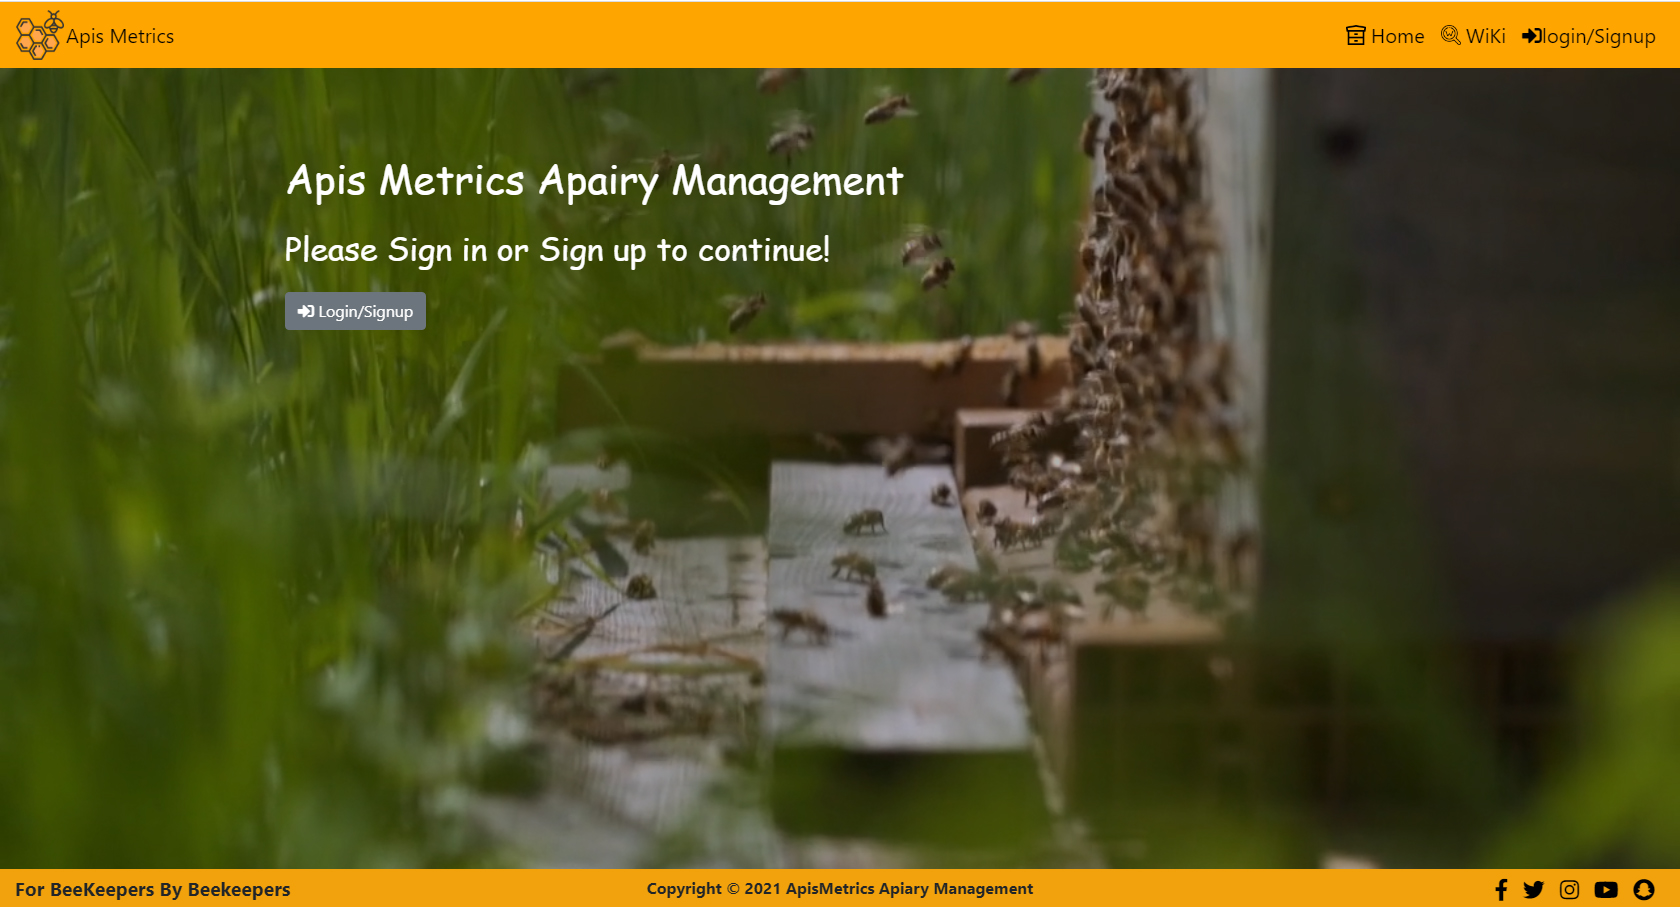 Apis Metrics
Home WiKi login/Signup
Apis Metrics Apairy Management
Please Sign in or Sign up to continue!
Login/Signup
For BeeKeepers By Beekeepers
Copyright © 2021 ApisMetrics Apiary Management